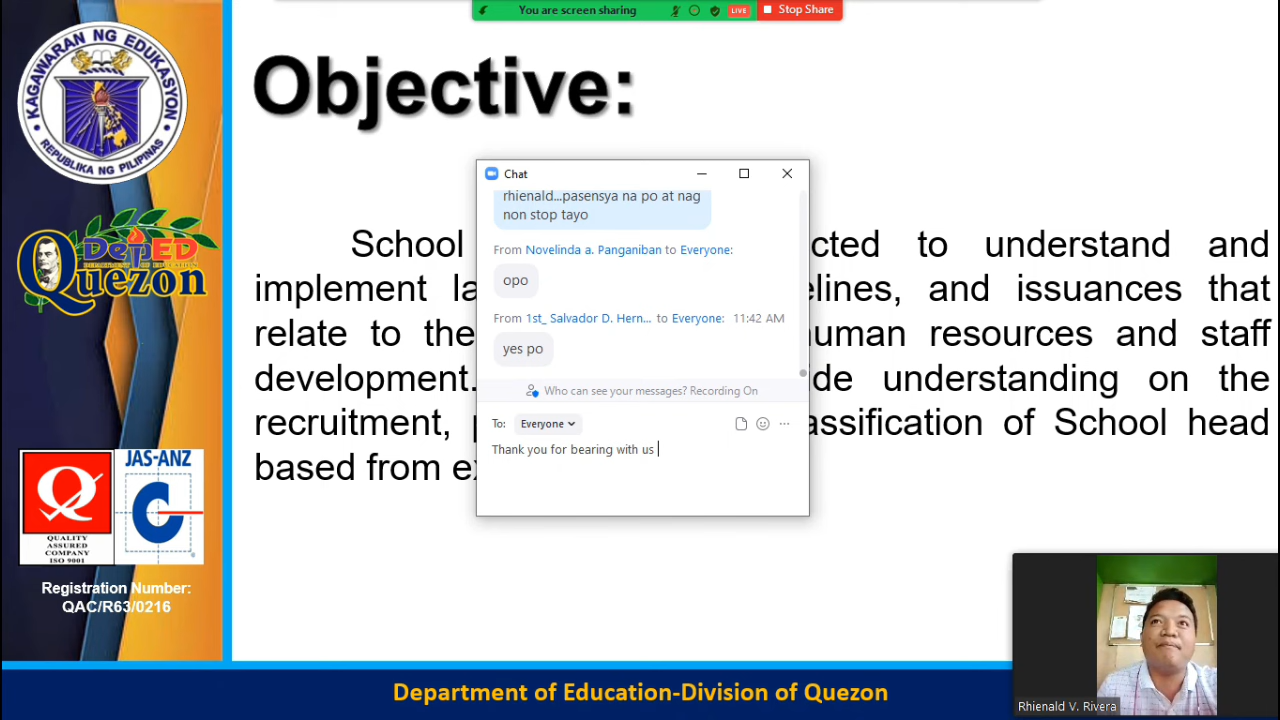 You are screen sharing
LIVE
Stop Share
KAGAWARAN NG EDUKASYON
REPUBLIKA NG PILIPINAS
Objective:
DepED
DEPARTMENT OF EDUCATION
Quezon
Chat
rhienald...pasensya na po at nag
non stop tayo
From Novelinda a. Panganiban to Everyone:
opo
From 1st_ Salvador D. Hern... to Everyone: 11:42 AM
yes po
Who can see your messages? Recording On
To: Everyone
Thank you for bearing with us
School cted to understand and
implement la elines, and issuances that
relate to the human resources and staff
development. de understanding on the
recruitment, assification of School head
based from ex
JAS-ANZ
QUALITY
ASSURED
COMPANY
ISO 9001
Registration Number:
QAC/R63/0216
Rhienald V. Rivera
Department of Education-Division of Quezon